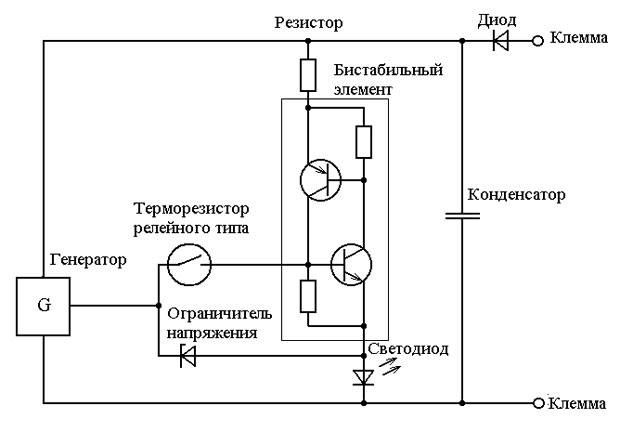 Резистор
Диод
Клемма
Бистабильный
элемент
Конденсатор
Терморезистор
релейного типа
Генератор
G
Ограничитель
напряжения
Светодиод
Клемма